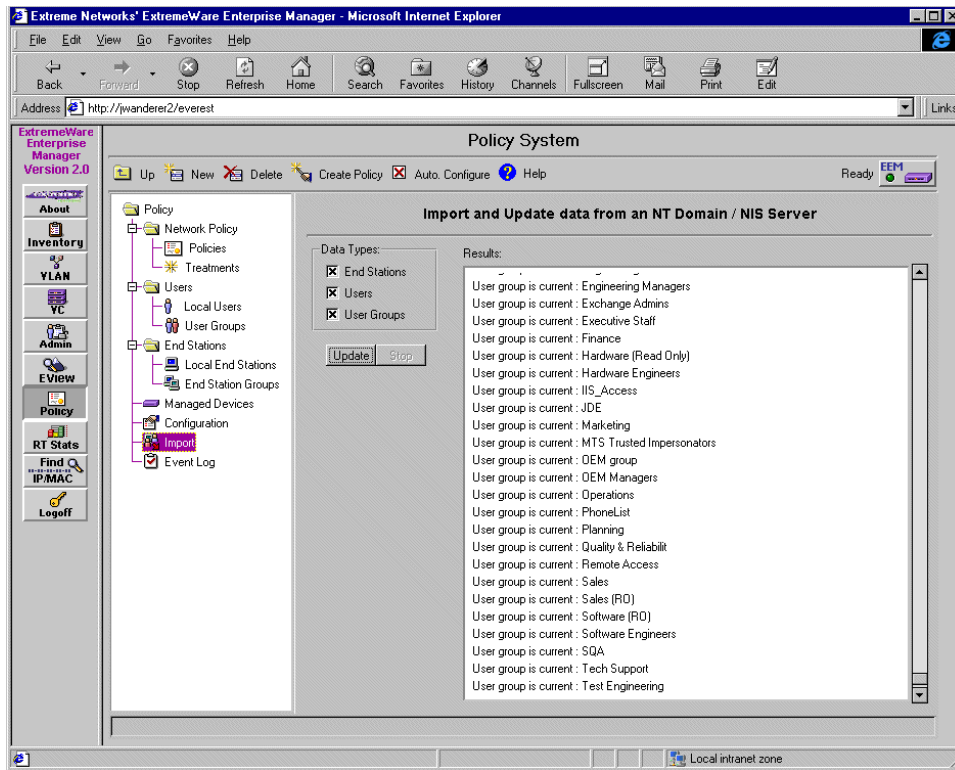 Extreme Networks' ExtremeWare Enterprise Manager - Microsoft Internet Explorer
File Edit View Go Favorites Help
Back Forward Stop Refresh Home Search Favorites History Channels Fullscreen Mail Print Edit
Address http://jwanderer2/everest Links
ExtremeWare
Enterprise
Manager
Version 2.0
About
Inventory
VLAN
VC
Admin
EView
Policy
RT Stats
Find
IP/MAC
Logoff
Policy System
Up New Delete Create Policy Auto. Configure Help Ready EEM
Policy
Network Policy
Policies
Treatments
Users
Local Users
User Groups
End Stations
Local End Stations
End Station Groups
Managed Devices
Configuration
Import
Event Log
Import and Update data from an NT Domain / NIS Server
Data Types:
End Stations
Users
User Groups
Update Stop
Results:
User group is current : Engineering Managers
User group is current : Exchange Admins
User group is current : Executive Staff
User group is current : Finance
User group is current : Hardware (Read Only)
User group is current : Hardware Engineers
User group is current : IIS_Access
User group is current : JDE
User group is current : Marketing
User group is current : MTS Trusted Impersonators
User group is current : OEM group
User group is current : OEM Managers
User group is current : Operations
User group is current : PhoneList
User group is current : Planning
User group is current : Quality & Reliabilit
User group is current : Remote Access
User group is current : Sales
User group is current : Sales (RO)
User group is current : Software (RO)
User group is current : Software Engineers
User group is current : SQA
User group is current : Tech Support
User group is current : Test Engineering
Local intranet zone